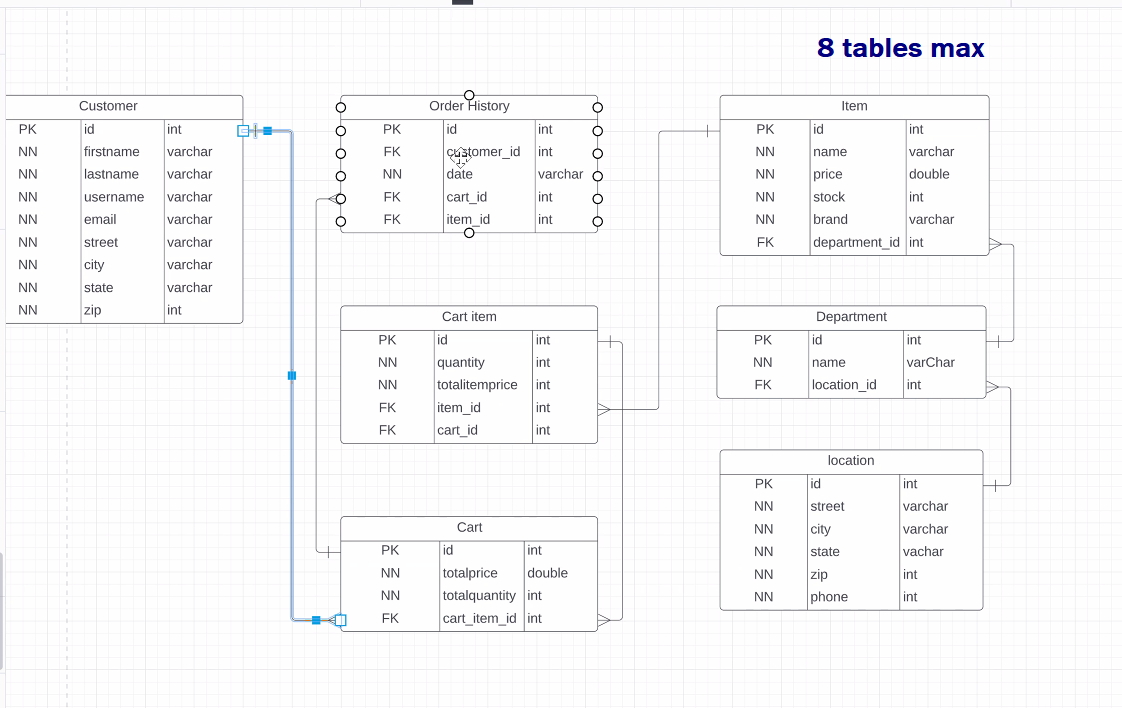 8 tables max
Customer
PK id int
NN firstname varchar
NN lastname varchar
NN username varchar
NN email varchar
NN street varchar
NN city varchar
NN state varchar
NN zip int
Order History
PK id int
FK customer_id int
NN date varchar
FK cart_id int
FK item_id int
Item
PK id int
NN name varchar
NN price double
NN stock int
NN brand varchar
FK department_id int
Cart item
PK id int
NN quantity int
NN totalitemprice int
FK item_id int
FK cart_id int
Department
PK id int
NN name varChar
FK location_id int
Cart
PK id int
NN totalprice double
NN totalquantity int
FK cart_item_id int
location
PK id int
NN street varchar
NN city varchar
NN state vachar
NN zip int
NN phone int